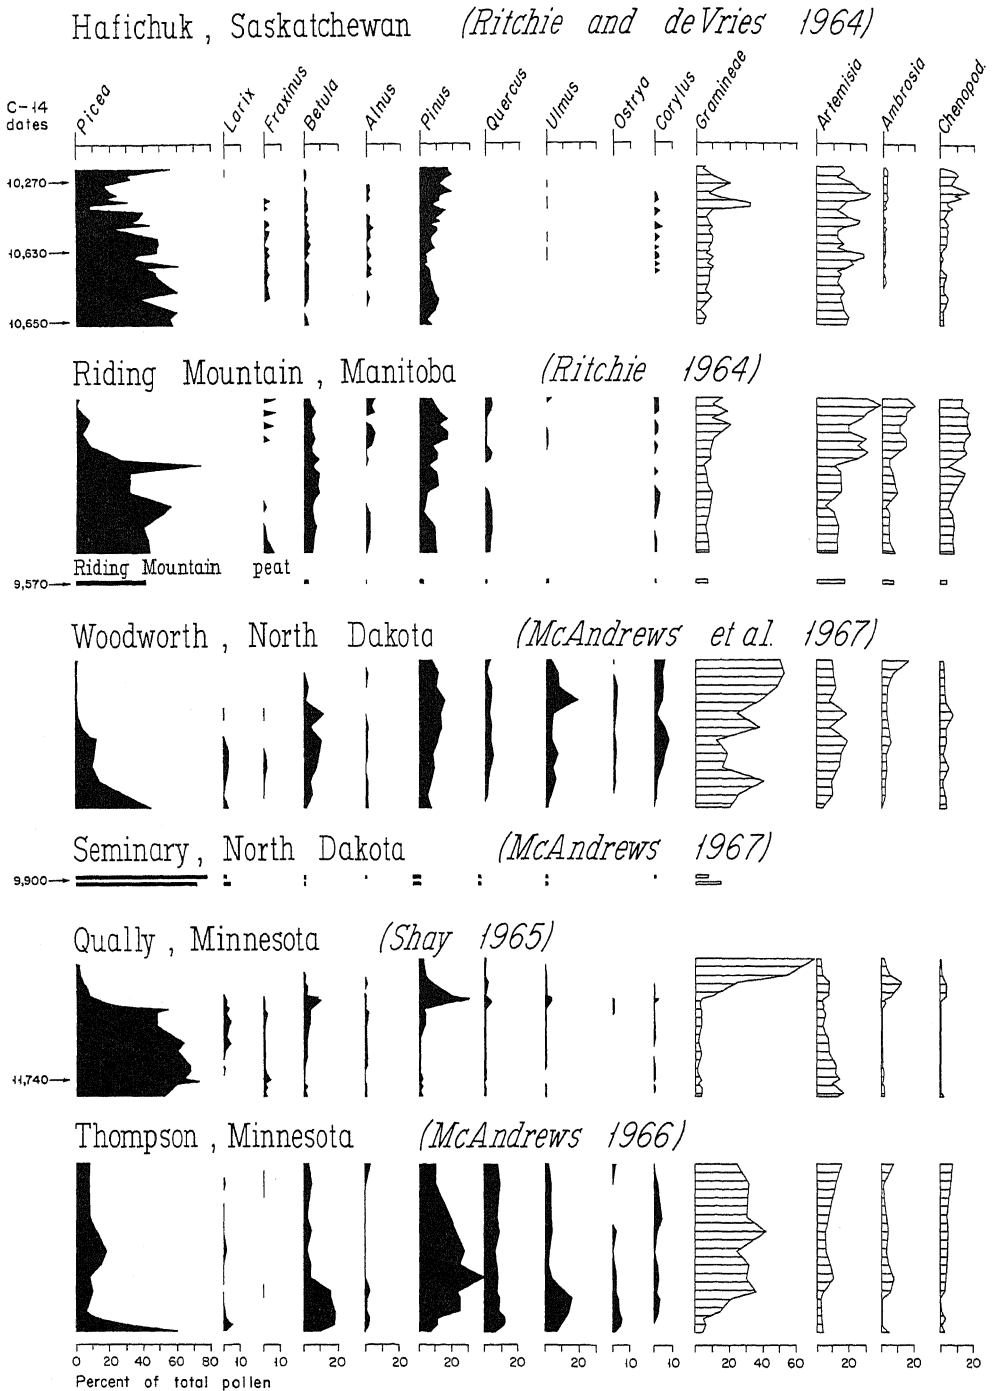 Hafichuk, Saskatchewan (Ritchie and deVries 1964)
C-14 dates
Picea Larix Fraxinus Betula Alnus Pinus Quercus Ulmus Ostrya Corylus Gramineae Artemisia Ambrosia Chenopod.
10,270
10,630
10,650
Riding Mountain, Manitoba (Ritchie 1964)
Riding Mountain peat
9,570
Woodworth, North Dakota (McAndrews et al. 1967)
Seminary, North Dakota (McAndrews 1967)
9,900
Qually, Minnesota (Shay 1965)
11,740
Thompson, Minnesota (McAndrews 1966)
0 20 40 60 80 10 10 20 20 20 20 20 10 10 20 40 60 20 20 20
Percent of total pollen